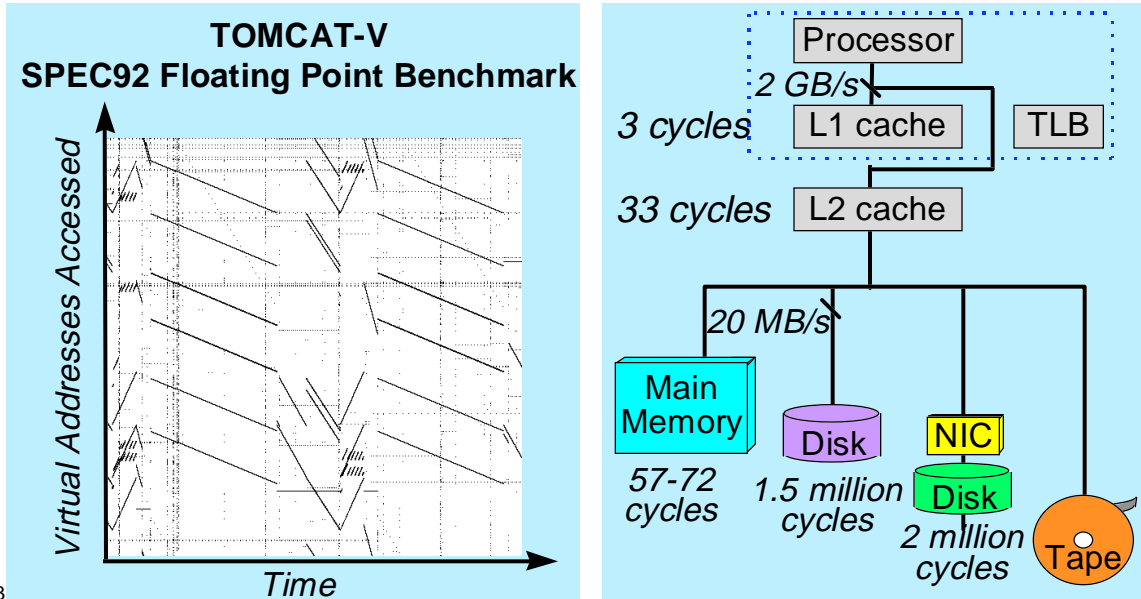 TOMCAT-V
SPEC92 Floating Point Benchmark
Virtual Addresses Accessed
Time
3
Processor
2 GB/s
3 cycles
L1 cache
TLB
33 cycles
L2 cache
20 MB/s
Main
Memory
57-72
cycles
Disk
1.5 million
cycles
NIC
Disk
2 million
cycles
Tape